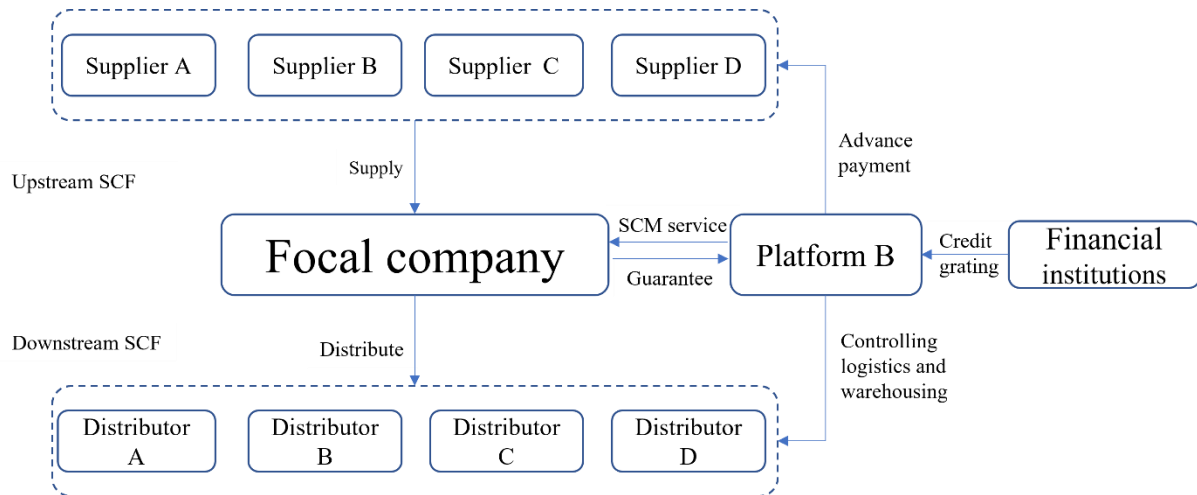 Supplier A
Supplier B
Supplier C
Supplier D
Advance
payment
Supply
Upstream SCF
Focal company
SCM service
Guarantee
Platform B
Credit
grating
Financial
institutions
Downstream SCF
Distribute
Controlling
logistics and
warehousing
Distributor
A
Distributor
B
Distributor
C
Distributor
D